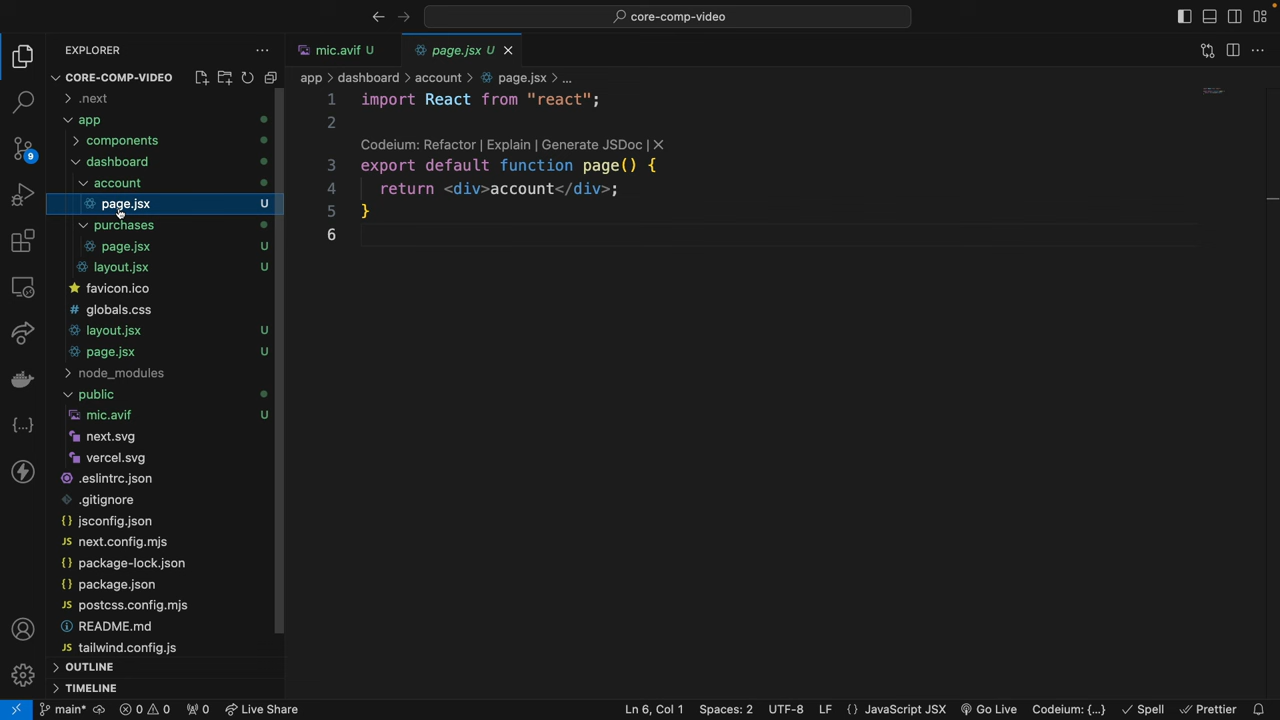 core-comp-video
EXPLORER
mic.avif U
page.jsx U
CORE-COMP-VIDEO
app > dashboard > account > page.jsx > ...
.next
app
components
dashboard
account
page.jsx U
purchases
page.jsx U
layout.jsx U
favicon.ico
# globals.css
layout.jsx U
page.jsx U
node_modules
public
mic.avif U
next.svg
vercel.svg
.eslintrc.json
.gitignore
{} jsconfig.json
JS next.config.mjs
{} package-lock.json
{} package.json
JS postcss.config.mjs
README.md
JS tailwind.config.js
OUTLINE
TIMELINE
9
1 import React from "react";
2
Codeium: Refactor | Explain | Generate JSDoc | ✕
3 export default function page() {
4 return <div>account</div>;
5 }
6
main* 0 0 0 Live Share
Ln 6, Col 1 Spaces: 2 UTF-8 LF {} JavaScript JSX Go Live Codeium: {...} Spell Prettier